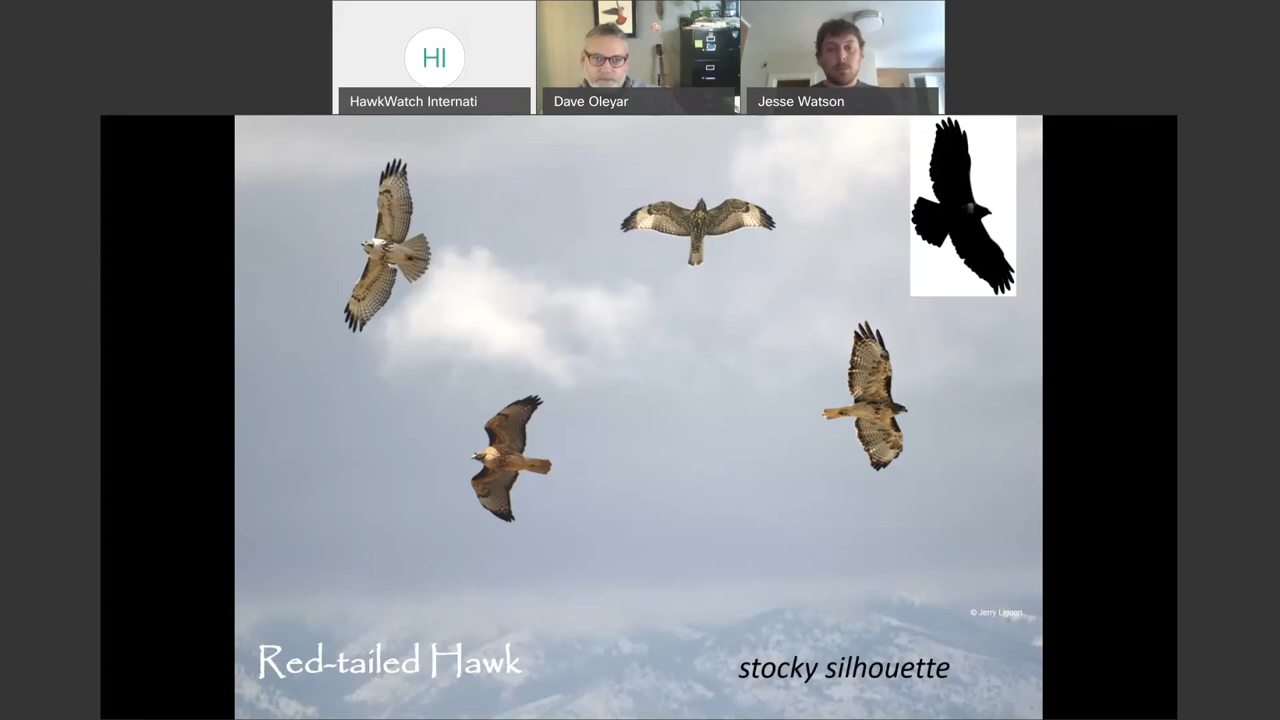 HI
HawkWatch Internati
Dave Oleyar
Jesse Watson
© Jerry Liguori
Red-tailed Hawk
stocky silhouette